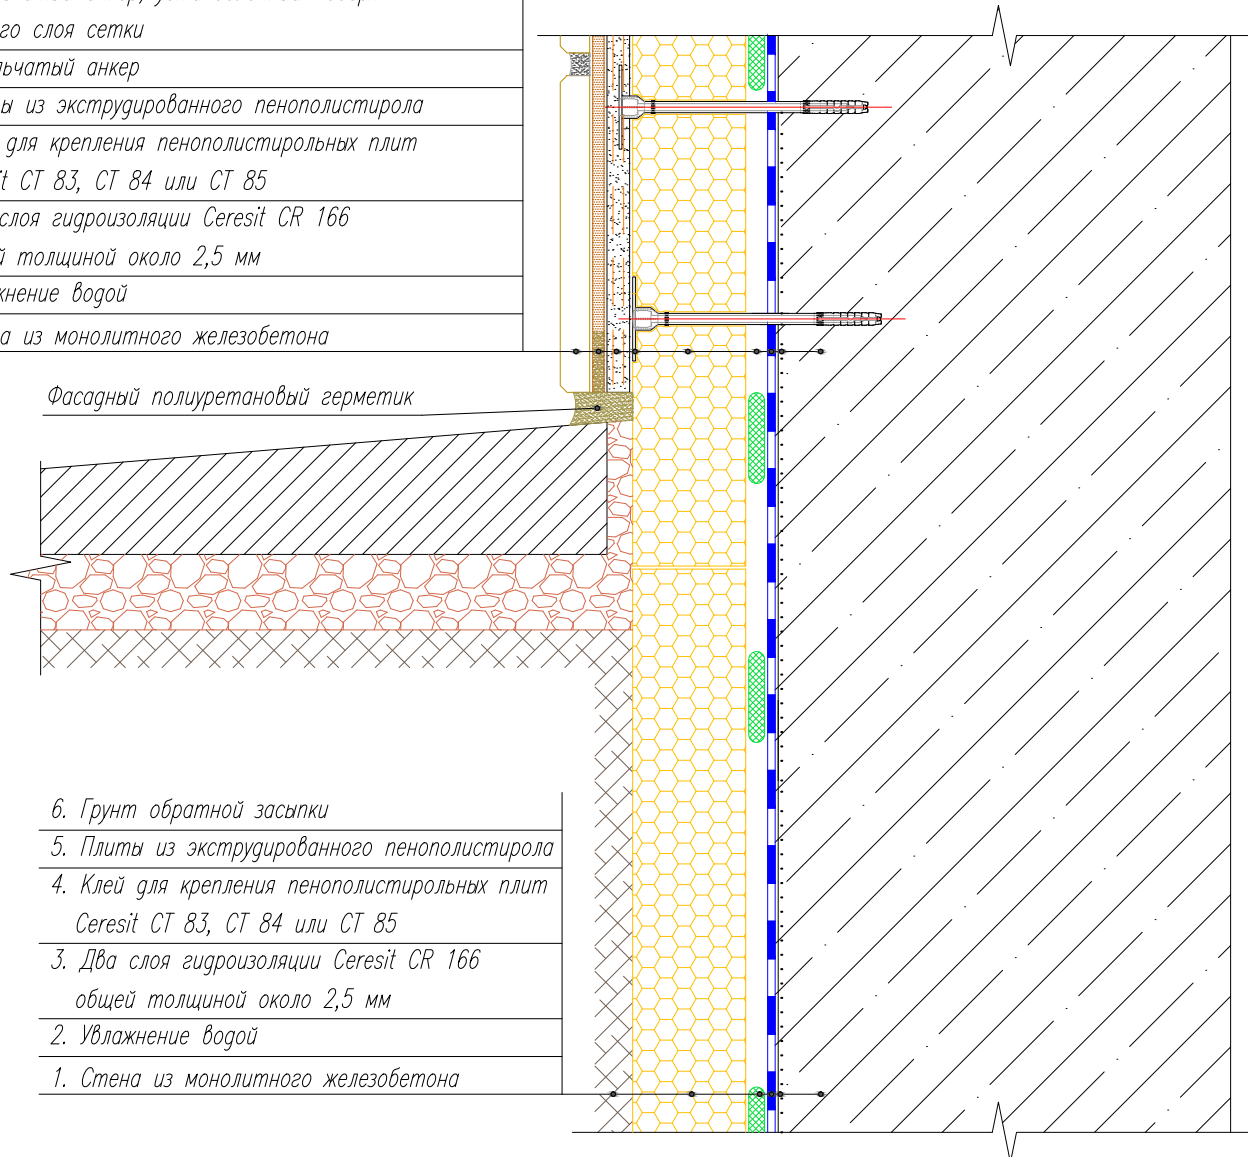 го слоя сетки
льчатый анкер
ы из экструдированного пенополистирола
для крепления пенополистирольных плит
it CT 83, CT 84 или CT 85
слоя гидроизоляции Ceresit CR 166
й толщиной около 2,5 мм
жнение водой
а из монолитного железобетона
Фасадный полиуретановый герметик
6. Грунт обратной засыпки
5. Плиты из экструдированного пенополистирола
4. Клей для крепления пенополистирольных плит
Ceresit CT 83, CT 84 или CT 85
3. Два слоя гидроизоляции Ceresit CR 166
общей толщиной около 2,5 мм
2. Увлажнение водой
1. Стена из монолитного железобетона